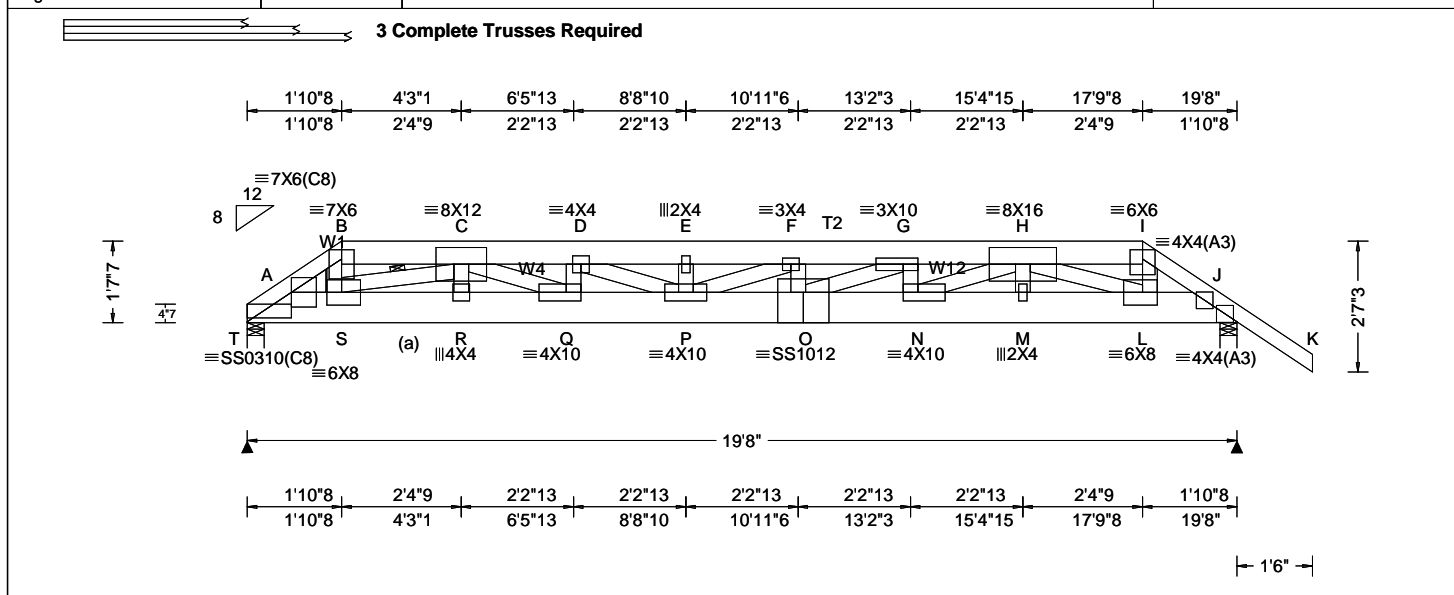 3 Complete Trusses Required
1'10"8 4'3"1 6'5"13 8'8"10 10'11"6 13'2"3 15'4"15 17'9"8 19'8"
1'10"8 2'4"9 2'2"13 2'2"13 2'2"13 2'2"13 2'2"13 2'4"9 1'10"8
≡7X6(C8)
12
8
≡7X6 ≡8X12 ≡4X4 |||2X4 ≡3X4 T2 ≡3X10 ≡8X16 ≡6X6
B C D E F G H I
W1 ≡4X4(A3)
A W4 W12 J
1'7"7
4"7
2'7"3
T S (a) R Q P O N M L K
≡SS0310(C8) |||4X4 ≡4X10 ≡4X10 ≡SS1012 ≡4X10 |||2X4 ≡6X8 ≡4X4(A3)
≡6X8
19'8"
1'10"8 2'4"9 2'2"13 2'2"13 2'2"13 2'2"13 2'2"13 2'4"9 1'10"8
1'10"8 4'3"1 6'5"13 8'8"10 10'11"6 13'2"3 15'4"15 17'9"8 19'8"
1'6"